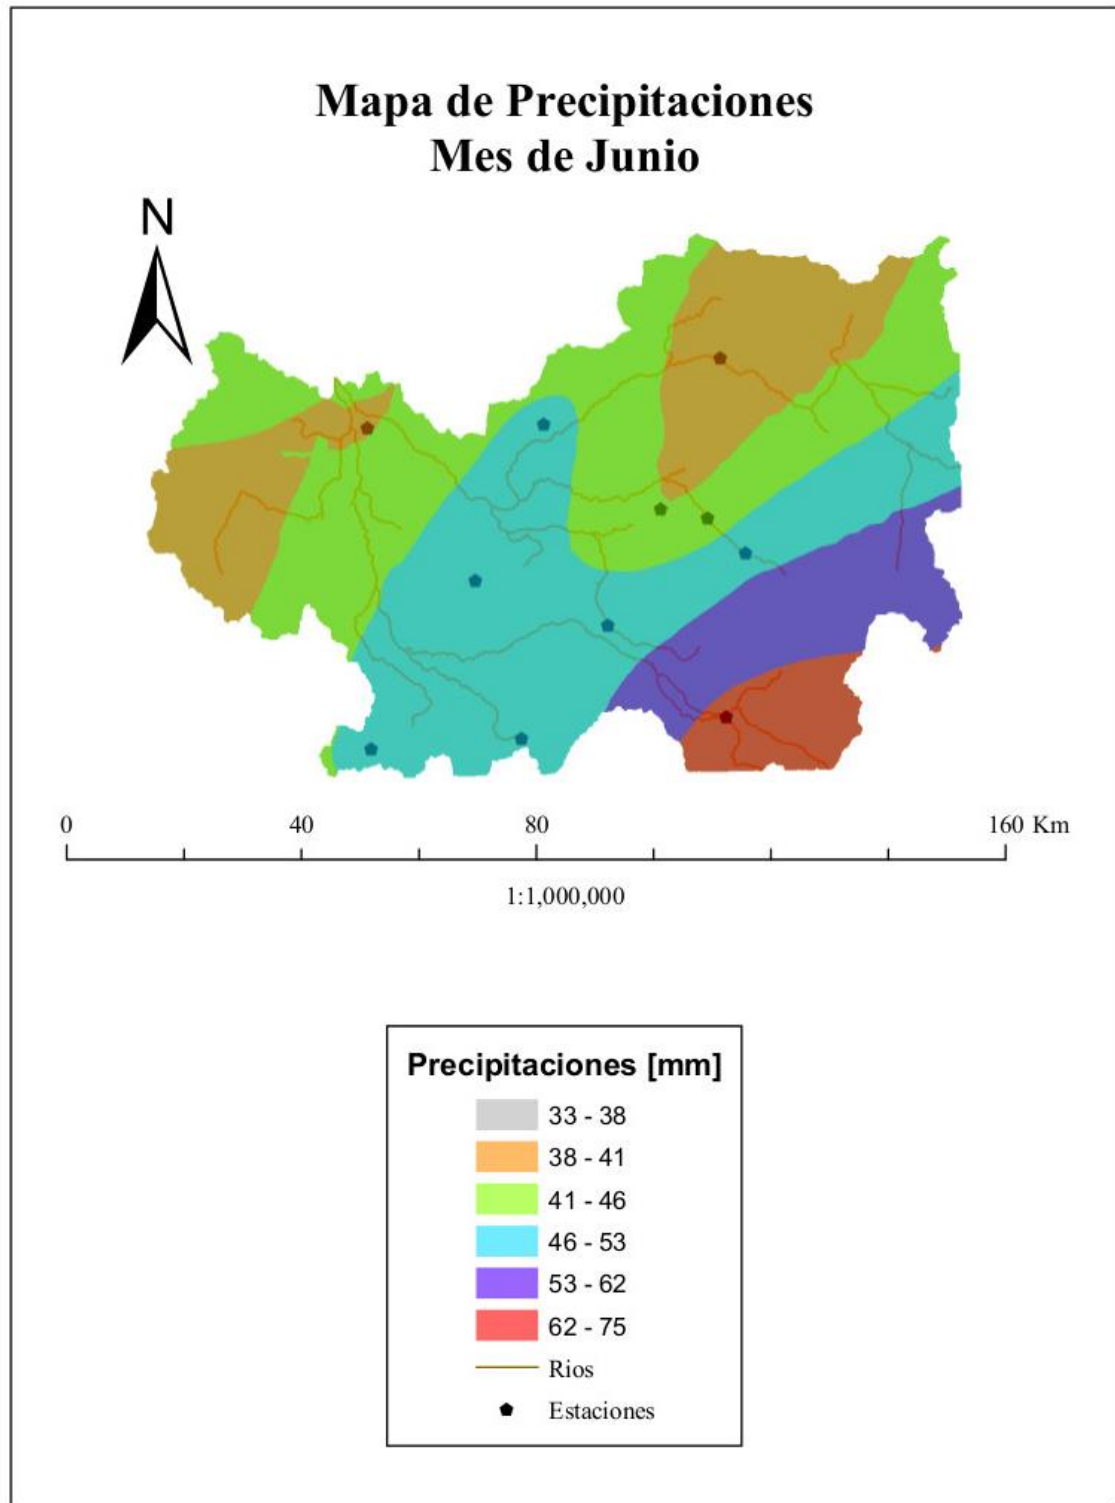 Mapa de Precipitaciones
Mes de Junio
N
0 40 80 160 Km
1:1,000,000
Precipitaciones [mm]
33 - 38
38 - 41
41 - 46
46 - 53
53 - 62
62 - 75
Rios
Estaciones